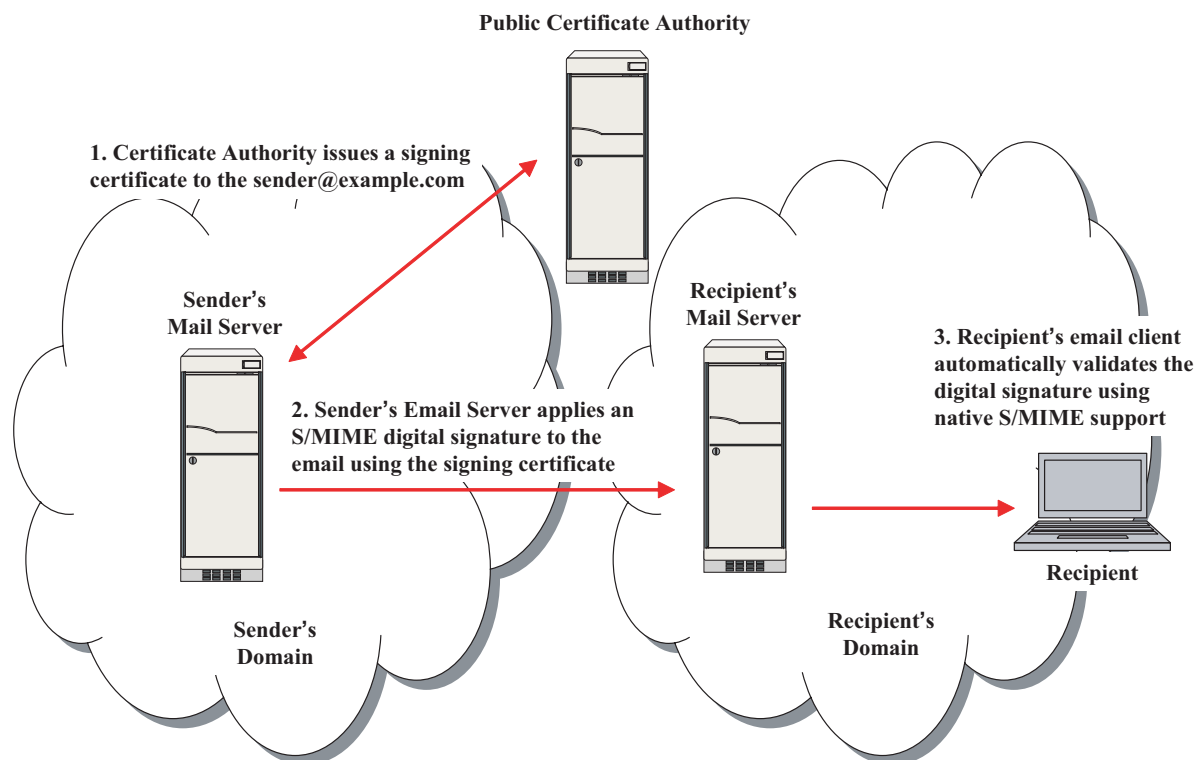 Public Certificate Authority
1. Certificate Authority issues a signing
certificate to the sender@example.com
Sender’s
Mail Server
Recipient’s
Mail Server
3. Recipient’s email client
automatically validates the
digital signature using
native S/MIME support
2. Sender’s Email Server applies an
S/MIME digital signature to the
email using the signing certificate
Recipient
Sender’s
Domain
Recipient’s
Domain